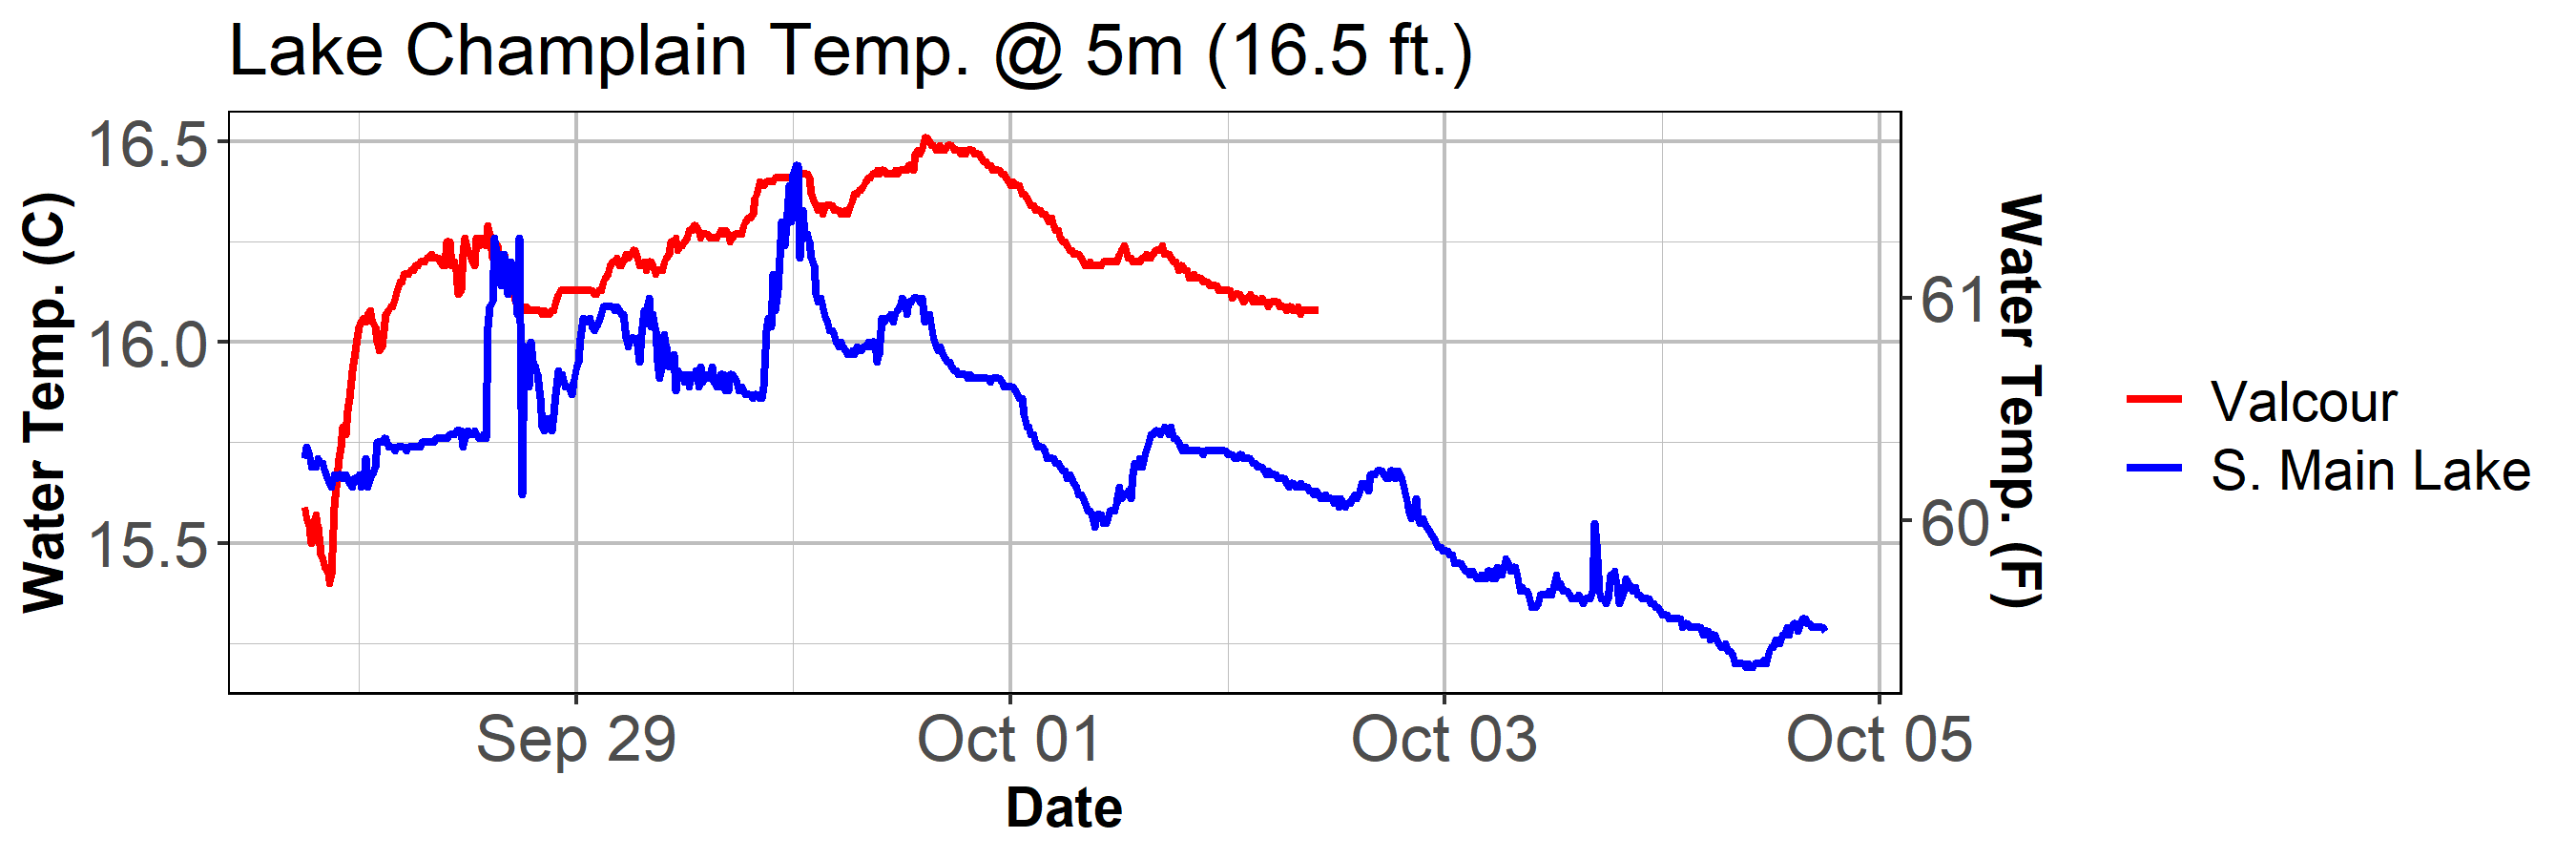 Lake Champlain Temp. @ 5m (16.5 ft.)
Water Temp. (C)
16.5
16.0
15.5
61
60
Water Temp. (F)
Sep 29
Oct 01
Oct 03
Oct 05
Date
Valcour
S. Main Lake